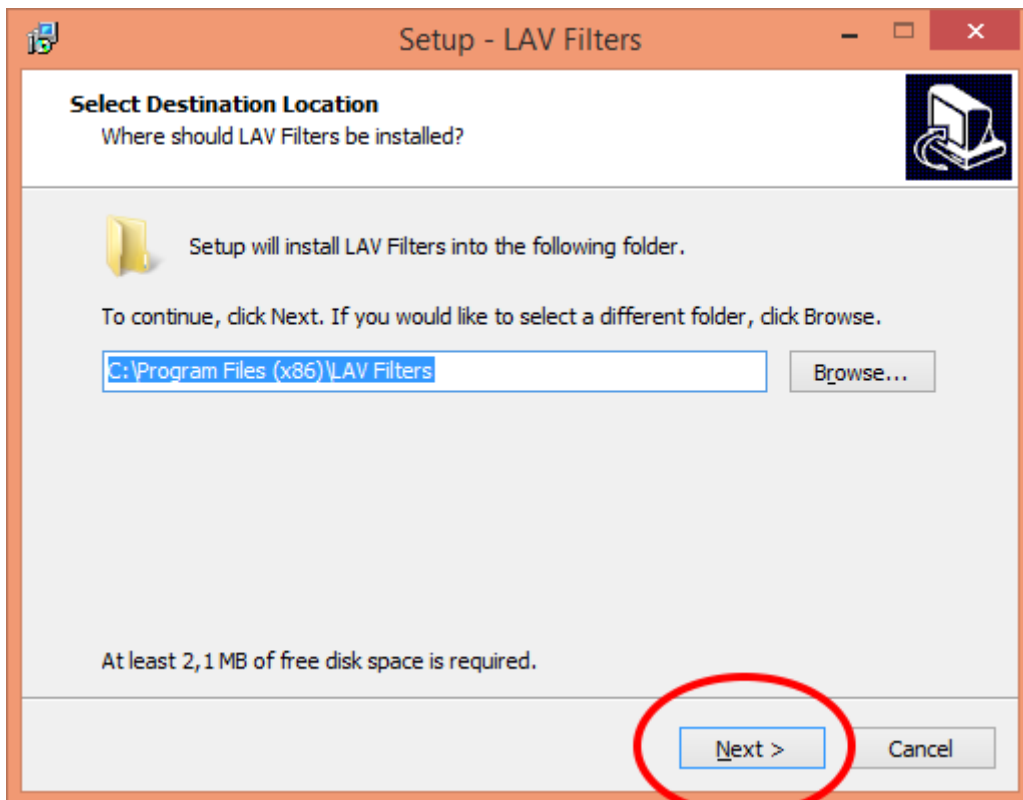 Setup - LAV Filters
Select Destination Location
Where should LAV Filters be installed?
Setup will install LAV Filters into the following folder.
To continue, click Next. If you would like to select a different folder, click Browse.
C:\Program Files (x86)\LAV Filters
Browse...
At least 2,1 MB of free disk space is required.
Next >
Cancel